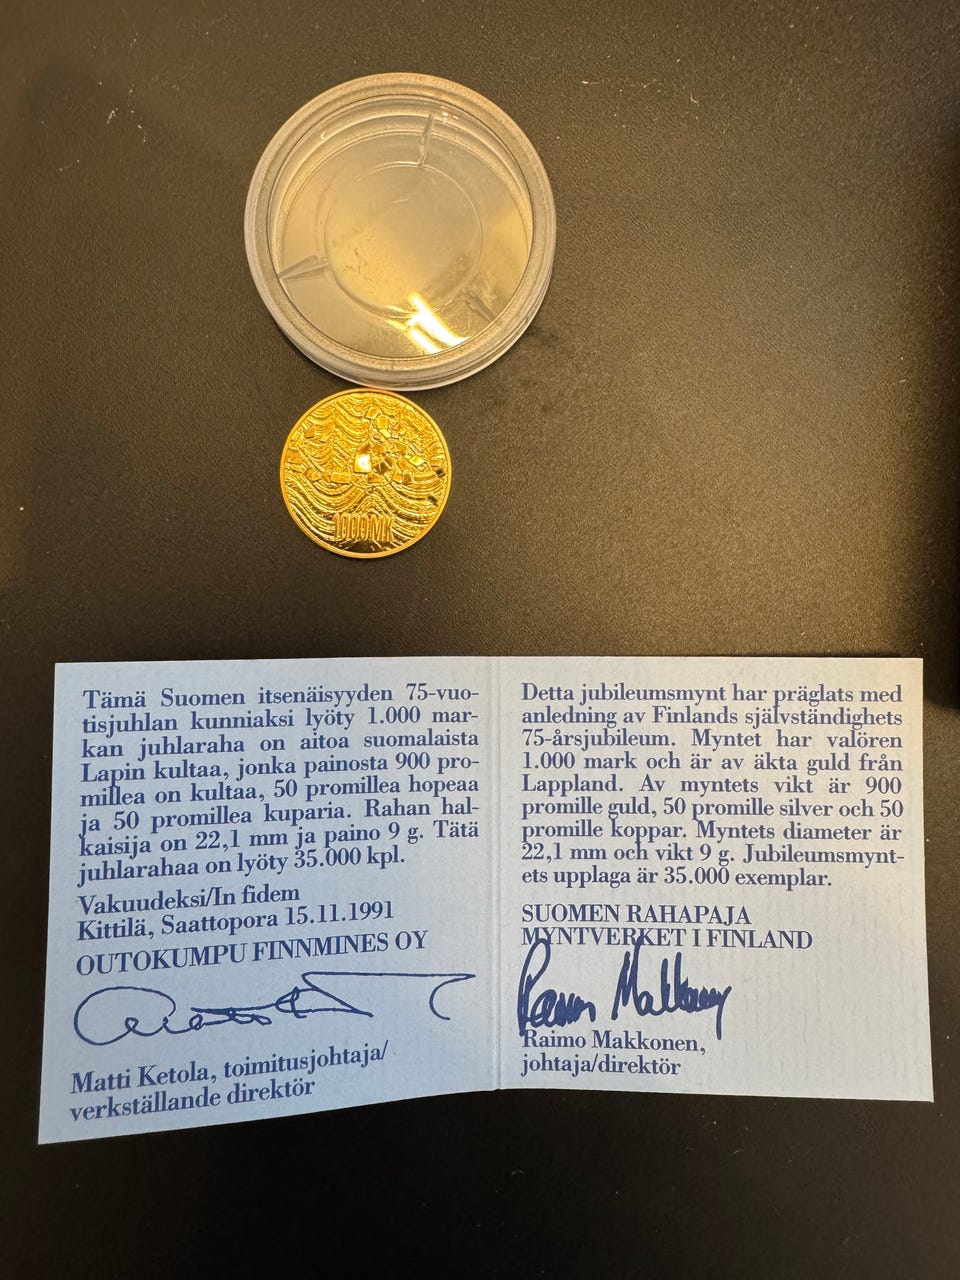 1000MK
Tämä Suomen itsenäisyyden 75-vuo-
tisjuhlan kunniaksi lyöty 1.000 mar-
kan juhlaraha on aitoa suomalaista
Lapin kultaa, jonka painosta 900 pro-
millea on kultaa, 50 promillea hopeaa
ja 50 promillea kuparia. Rahan hal-
kaisija on 22,1 mm ja paino 9 g. Tätä
juhlarahaa on lyöty 35.000 kpl.
Vakuudeksi/In fidem
Kittilä, Saattopora 15.11.1991
OUTOKUMPU FINNMINES OY
Matti Ketola, toimitusjohtaja/
verkställande direktör
Detta jubileumsmynt har präglats med
anledning av Finlands självständighets
75-årsjubileum. Myntet har valören
1.000 mark och är av äkta guld från
Lappland. Av myntets vikt är 900
promille guld, 50 promille silver och 50
promille koppar. Myntets diameter är
22,1 mm och vikt 9 g. Jubileumsmynt-
ets upplaga är 35.000 exemplar.
SUOMEN RAHAPAJA
MYNTVERKET I FINLAND
Raimo Makkonen
Raimo Makkonen,
johtaja/direktör